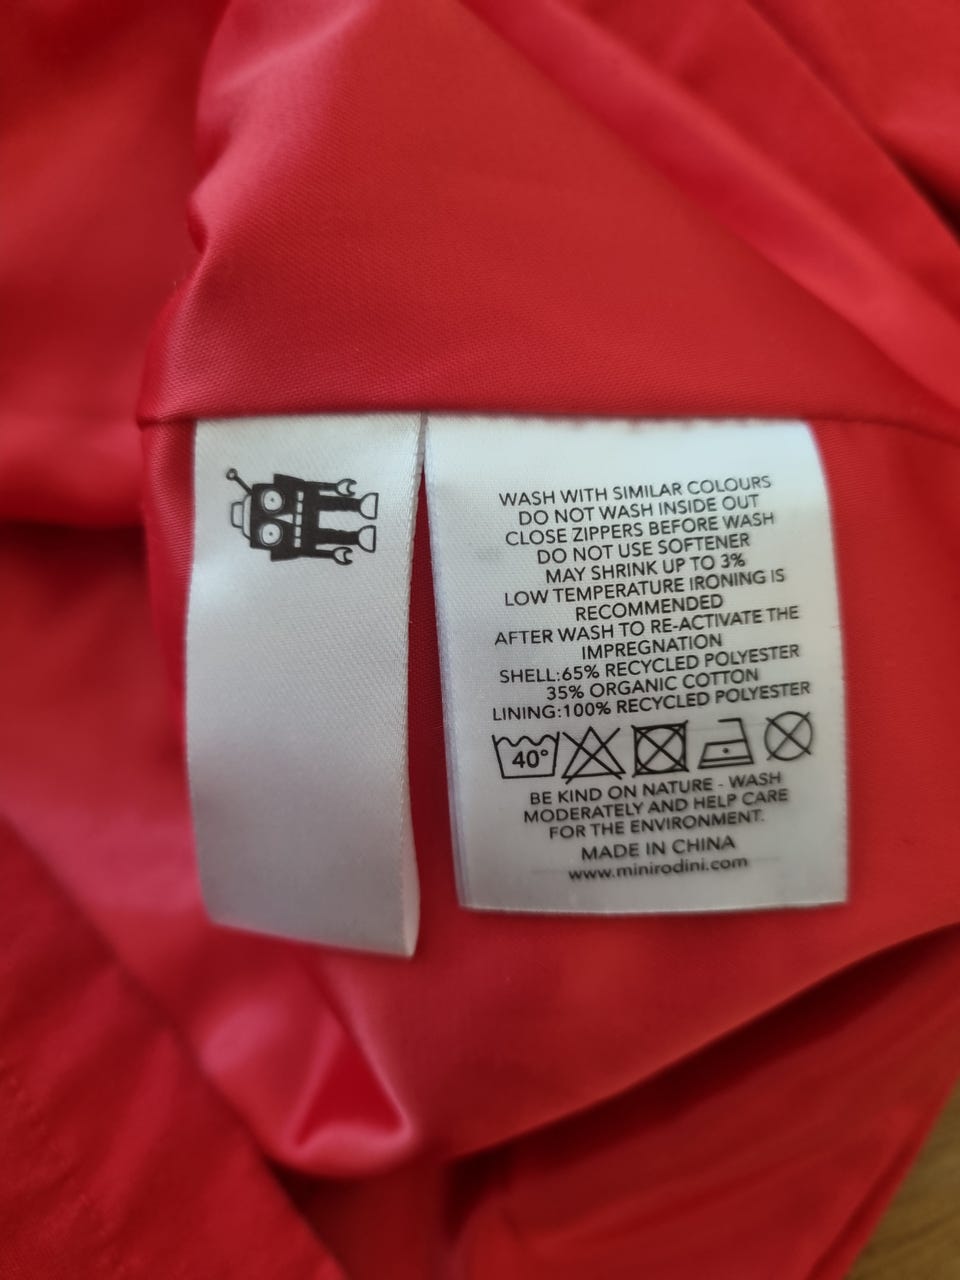 WASH WITH SIMILAR COLOURS
DO NOT WASH INSIDE OUT
CLOSE ZIPPERS BEFORE WASH
DO NOT USE SOFTENER
MAY SHRINK UP TO 3%
LOW TEMPERATURE IRONING IS
RECOMMENDED
AFTER WASH TO RE-ACTIVATE THE
IMPREGNATION
SHELL:65% RECYCLED POLYESTER
35% ORGANIC COTTON
LINING:100% RECYCLED POLYESTER
40°
BE KIND ON NATURE - WASH
MODERATELY AND HELP CARE
FOR THE ENVIRONMENT.
MADE IN CHINA
www.minirodini.com